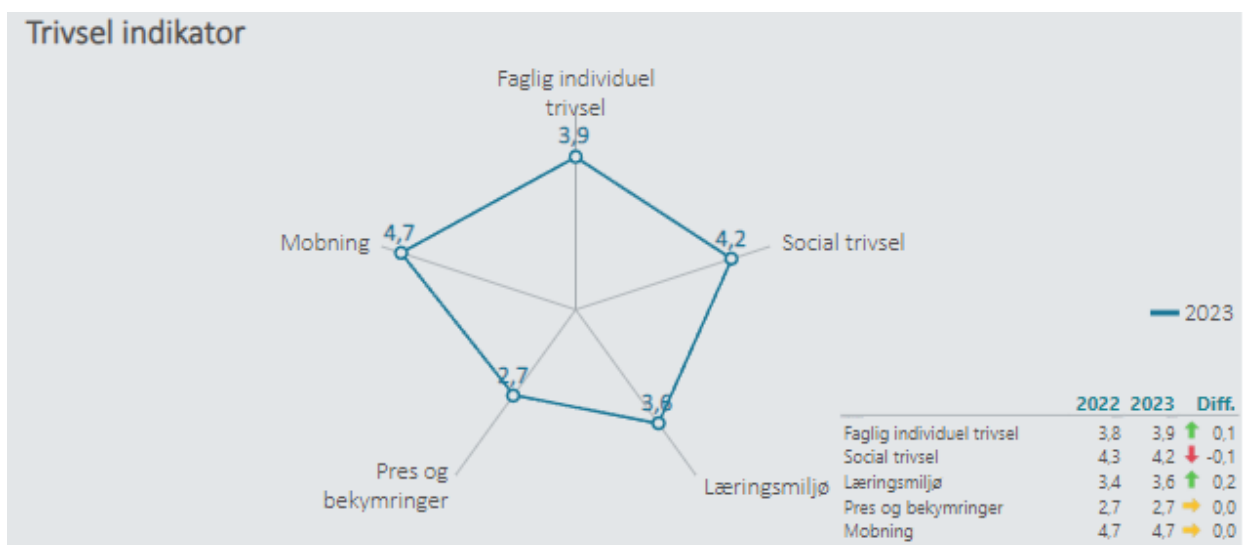 Trivsel indikator
Faglig individuel
trivsel
3,9
Mobning
4,7
4,2
Social trivsel
2023
2,7
3,6
Pres og
bekymringer
Læringsmiljø
2022 2023 Diff.
Faglig individuel trivsel 3,8 3,9 0,1
Social trivsel 4,3 4,2 -0,1
Læringsmiljø 3,4 3,6 0,2
Pres og bekymringer 2,7 2,7 0,0
Mobning 4,7 4,7 0,0